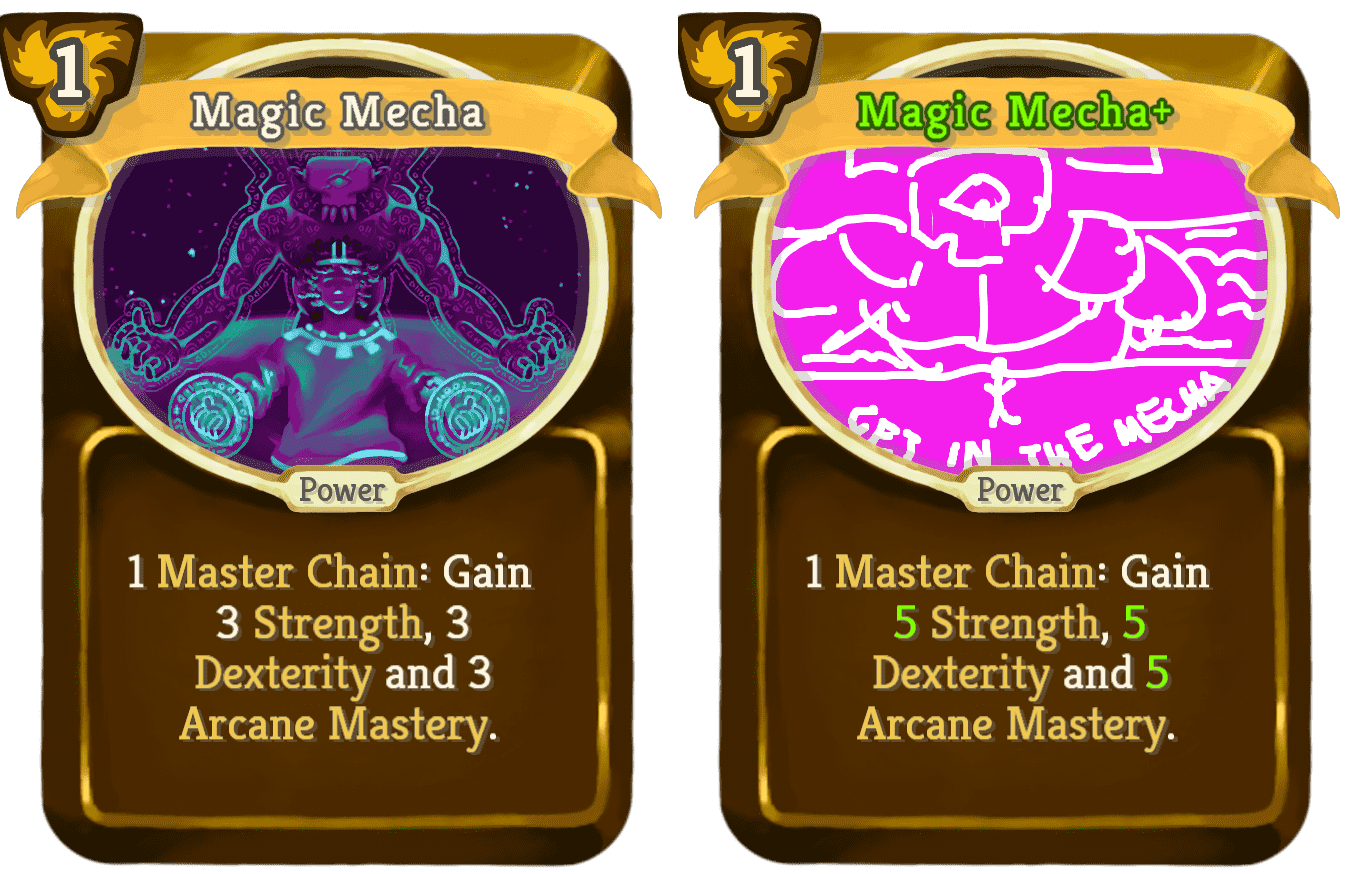 1
Magic Mecha
Power
1 Master Chain: Gain
3 Strength, 3
Dexterity and 3
Arcane Mastery.
1
Magic Mecha+
GET IN THE MECHA
Power
1 Master Chain: Gain
5 Strength, 5
Dexterity and 5
Arcane Mastery.